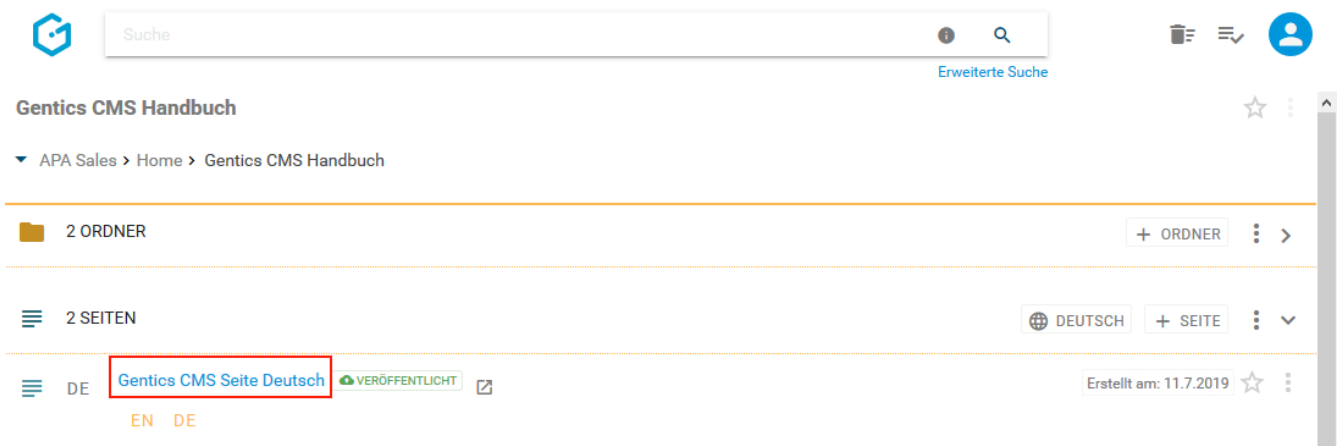 Suche
Erweiterte Suche
Gentics CMS Handbuch
APA Sales > Home > Gentics CMS Handbuch
2 ORDNER + ORDNER
2 SEITEN DEUTSCH + SEITE
DE Gentics CMS Seite Deutsch VERÖFFENTLICHT Erstellt am: 11.7.2019
EN DE